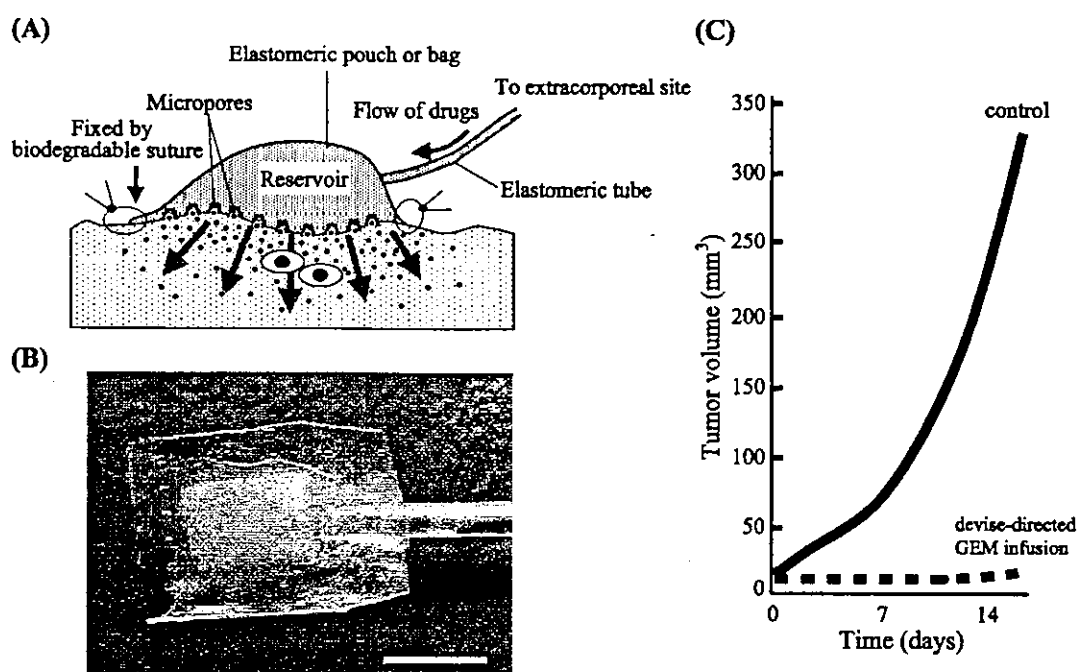 (A)
Elastomeric pouch or bag
To extracorporeal site
Micropores
Flow of drugs
Fixed by
biodegradable suture
Reservoir
Elastomeric tube
(B)
(C)
350
300
250
200
150
100
50
0
Tumor volume (mm³)
control
devise-directed
GEM infusion
0
7
14
Time (days)